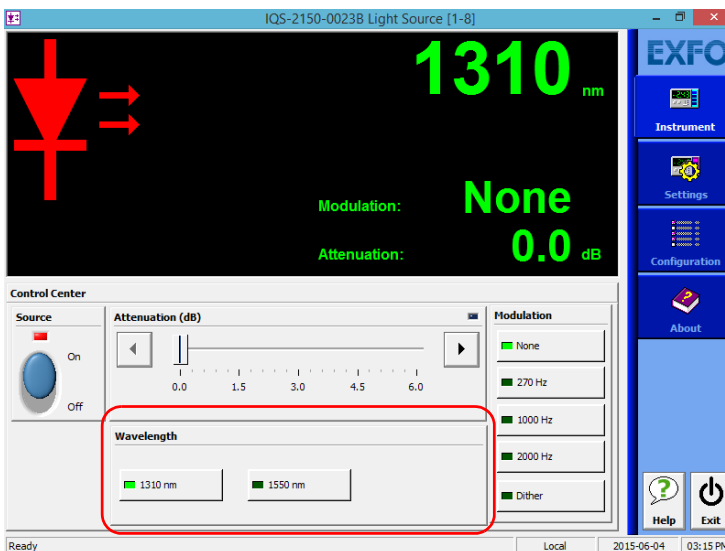 IQS-2150-0023B Light Source [1-8]
1310 nm
Modulation: None
Attenuation: 0.0 dB
EXFO
Instrument
Settings
Configuration
About
Control Center
Source
On
Off
Attenuation (dB)
0.0 1.5 3.0 4.5 6.0
Modulation
None
270 Hz
1000 Hz
2000 Hz
Dither
Wavelength
1310 nm 1550 nm
Help Exit
Ready Local 2015-06-04 03:15 PM